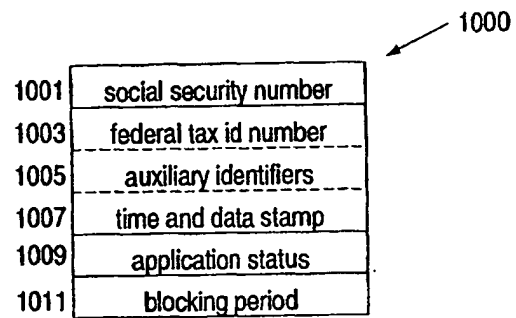 1000
1001 social security number
1003 federal tax id number
1005 auxiliary identifiers
1007 time and data stamp
1009 application status
1011 blocking period